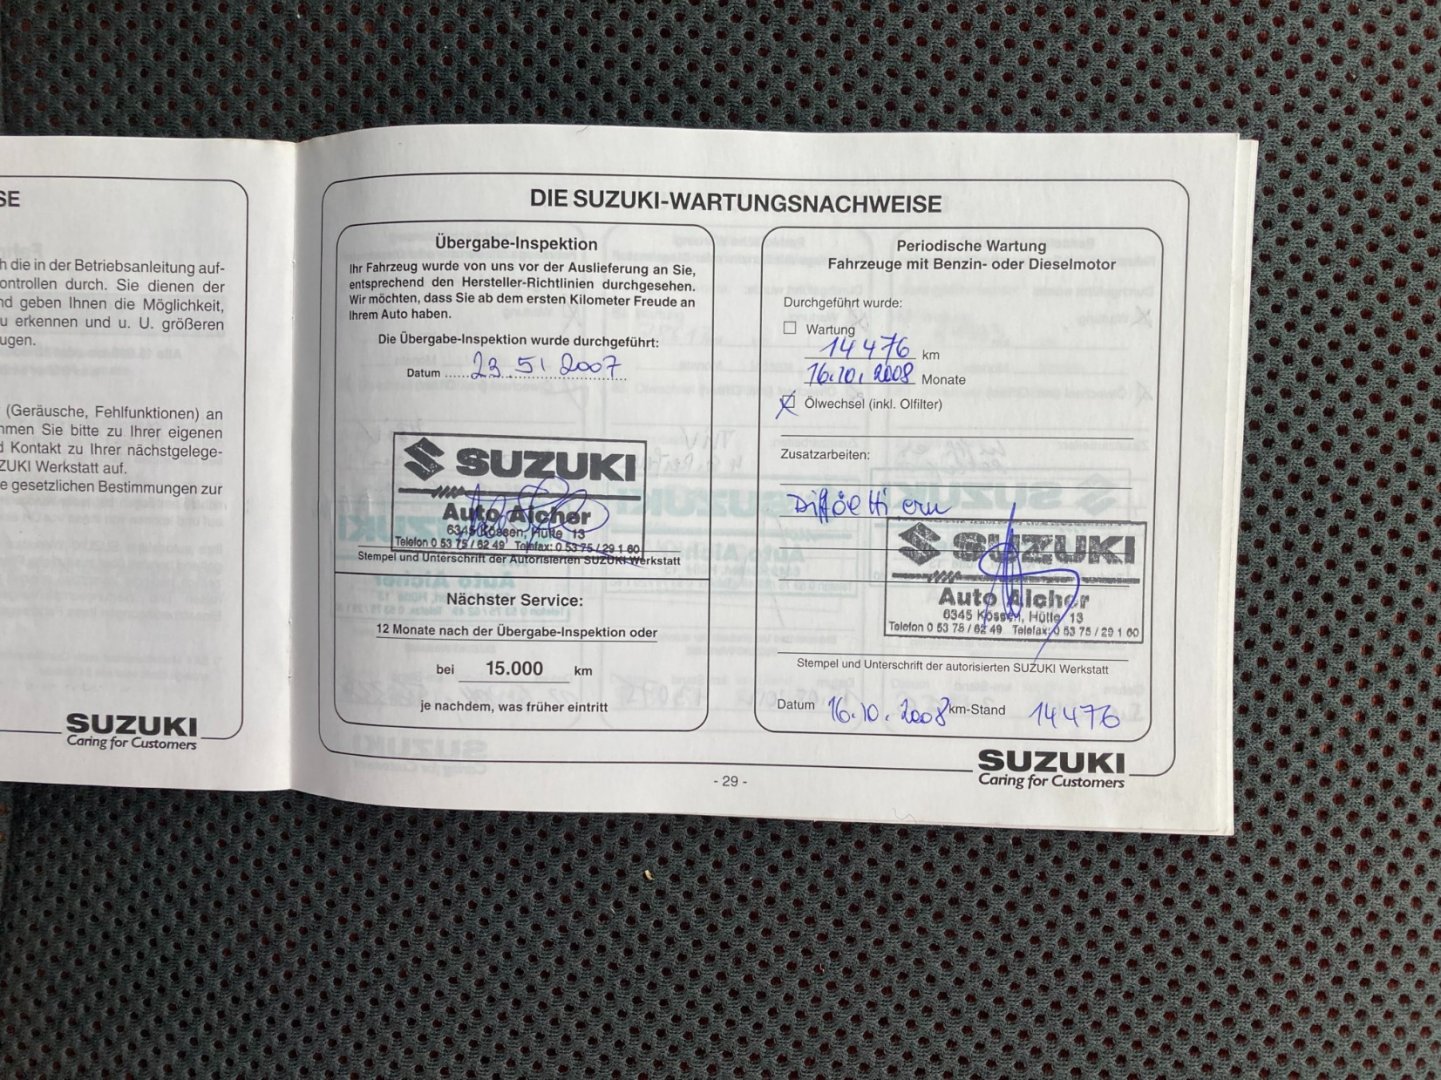 SE
h die in der Betriebsanleitung auf-
ontrollen durch. Sie dienen der
nd geben Ihnen die Möglichkeit,
u erkennen und u. U. größeren
ugen.
(Geräusche, Fehlfunktionen) an
men Sie bitte zu Ihrer eigenen
d Kontakt zu Ihrer nächstgelege-
ZUKI Werkstatt auf.
e gesetzlichen Bestimmungen zur
SUZUKI
Caring for Customers
DIE SUZUKI-WARTUNGSNACHWEISE
Übergabe-Inspektion
Ihr Fahrzeug wurde von uns vor der Auslieferung an Sie,
entsprechend den Hersteller-Richtlinien durchgesehen.
Wir möchten, dass Sie ab dem ersten Kilometer Freude an
Ihrem Auto haben.
Die Übergabe-Inspektion wurde durchgeführt:
Datum 23.5.2007
SUZUKI
Auto Aicher
6345 Kössen, Hütte 13
Telefon 0 53 75 / 62 49 Telefax: 0 53 75 / 29 1 60
Stempel und Unterschrift der Autorisierten SUZUKI Werkstatt
Nächster Service:
12 Monate nach der Übergabe-Inspektion oder
bei 15.000 km
je nachdem, was früher eintritt
Periodische Wartung
Fahrzeuge mit Benzin- oder Dieselmotor
Durchgeführt wurde:
Wartung
14476 km
16.10.2008 Monate
Ölwechsel (inkl. Olfilter)
Zusatzarbeiten:
SUZUKI
Auto Aicher
6345 Kössen, Hütte 13
Telefon 0 53 75 / 62 49 Telefax: 0 53 75 / 29 1 60
Stempel und Unterschrift der autorisierten SUZUKI Werkstatt
Datum 16.10.2008 km-Stand 14476
SUZUKI
Caring for Customers
- 29 -